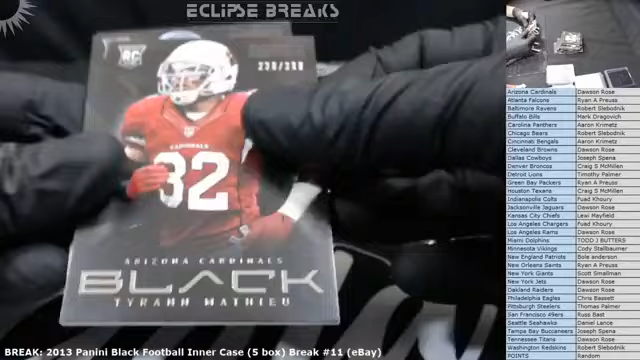 ECLIPSE BREAKS
RC
CARDINALS
32
ARIZONA CARDINALS
BLACK
TYRANN MATHIEU
BREAK: 2013 Panini Black Football Inner Case (5 box) Break #11 (eBay)
Arizona Cardinals Dawson Rose
Atlanta Falcons Ryan A Preuss
Baltimore Ravens Robert Slebodnik
Buffalo Bills Mark Dragovich
Carolina Panthers Aaron Krimetz
Chicago Bears Robert Slebodnik
Cincinnati Bengals Aaron Krimetz
Cleveland Browns Dawson Rose
Dallas Cowboys Joseph Spena
Denver Broncos Craig S McMillen
Detroit Lions Timothy Palmer
Green Bay Packers Ryan A Preuss
Houston Texans Craig S McMillen
Indianapolis Colts Fuad Khoury
Jacksonville Jaguars Dawson Rose
Kansas City Chiefs Lewi Mayfield
Los Angeles Chargers Fuad Khoury
Los Angeles Rams Dawson Rose
Miami Dolphins TODD J BUTTERS
Minnesota Vikings Cody Stallbaumer
New England Patriots Bole anderson
New Orleans Saints Ryan A Preuss
New York Giants Scott Smallman
New York Jets Dawson Rose
Oakland Raiders Dawson Rose
Philadelphia Eagles Chris Bassett
Pittsburgh Steelers Thomas Palmer
San Francisco 49ers Russ Bast
Seattle Seahawks Daniel Lance
Tampa Bay Buccaneers Joseph Spena
Tennessee Titans Dawson Rose
Washington Redskins Robert Slebodnik
POINTS Random